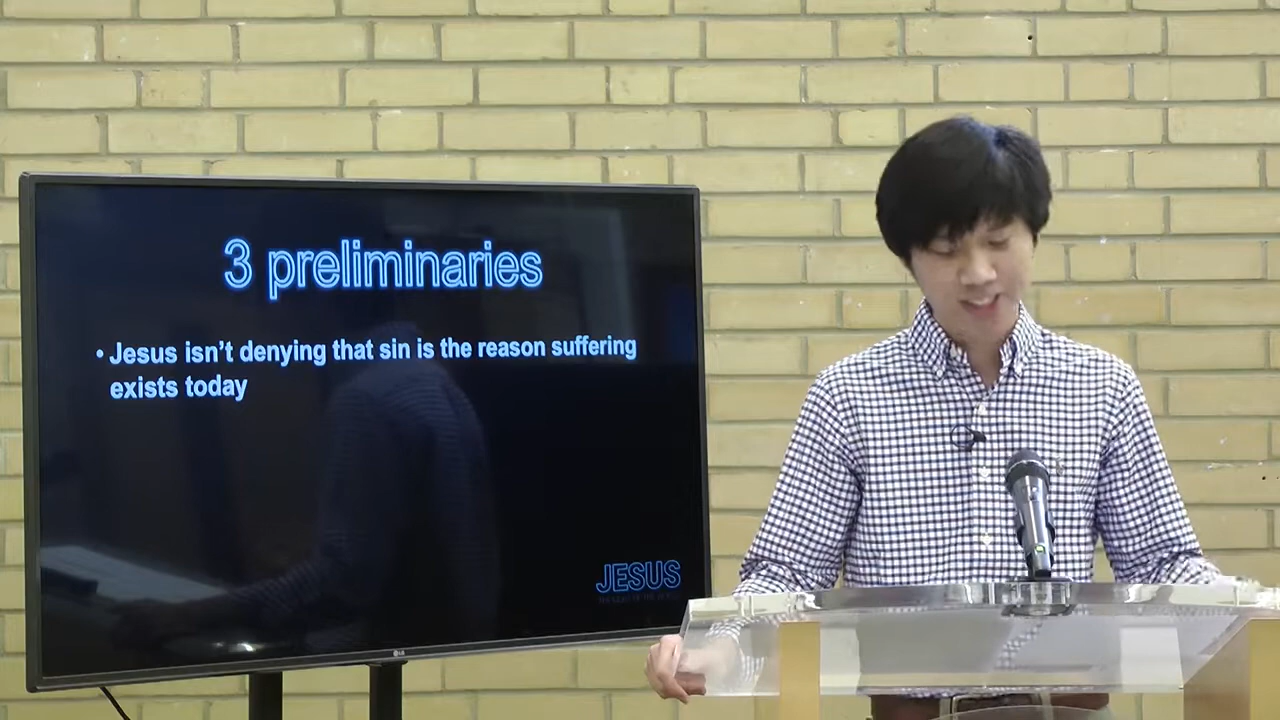 3 preliminaries
• Jesus isn't denying that sin is the reason suffering
exists today
JESUS
LG